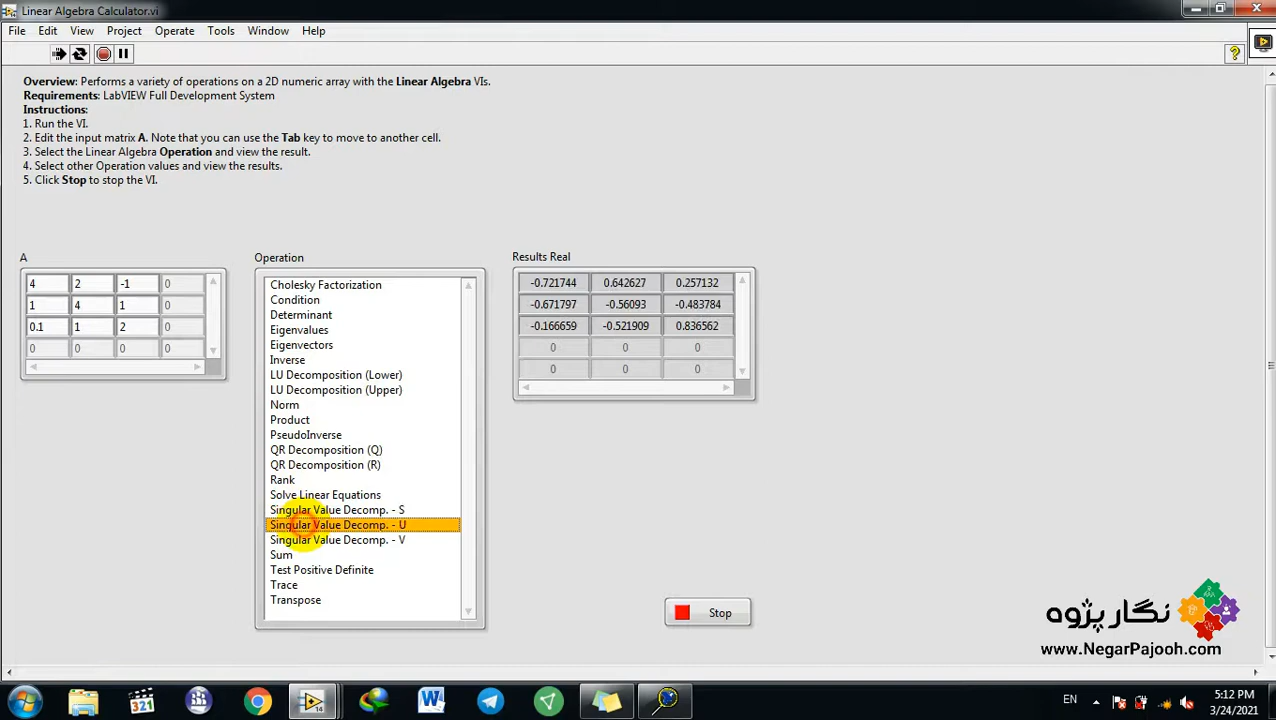 Linear Algebra Calculator.vi
File Edit View Project Operate Tools Window Help
Overview: Performs a variety of operations on a 2D numeric array with the Linear Algebra VIs.
Requirements: LabVIEW Full Development System
Instructions:
1. Run the VI.
2. Edit the input matrix A. Note that you can use the Tab key to move to another cell.
3. Select the Linear Algebra Operation and view the result.
4. Select other Operation values and view the results.
5. Click Stop to stop the VI.
A
4 2 -1 0
1 4 1 0
0.1 1 2 0
0 0 0 0
Operation
Cholesky Factorization
Condition
Determinant
Eigenvalues
Eigenvectors
Inverse
LU Decomposition (Lower)
LU Decomposition (Upper)
Norm
Product
PseudoInverse
QR Decomposition (Q)
QR Decomposition (R)
Rank
Solve Linear Equations
Singular Value Decomp. - S
Singular Value Decomp. - U
Singular Value Decomp. - V
Sum
Test Positive Definite
Trace
Transpose
Results Real
-0.721744 0.642627 0.257132
-0.671797 -0.56093 -0.483784
-0.166659 -0.521909 0.836562
0 0 0
0 0 0
Stop
نگار پژوه
www.NegarPajooh.com
321
14
W
EN
5:12 PM
3/24/2021